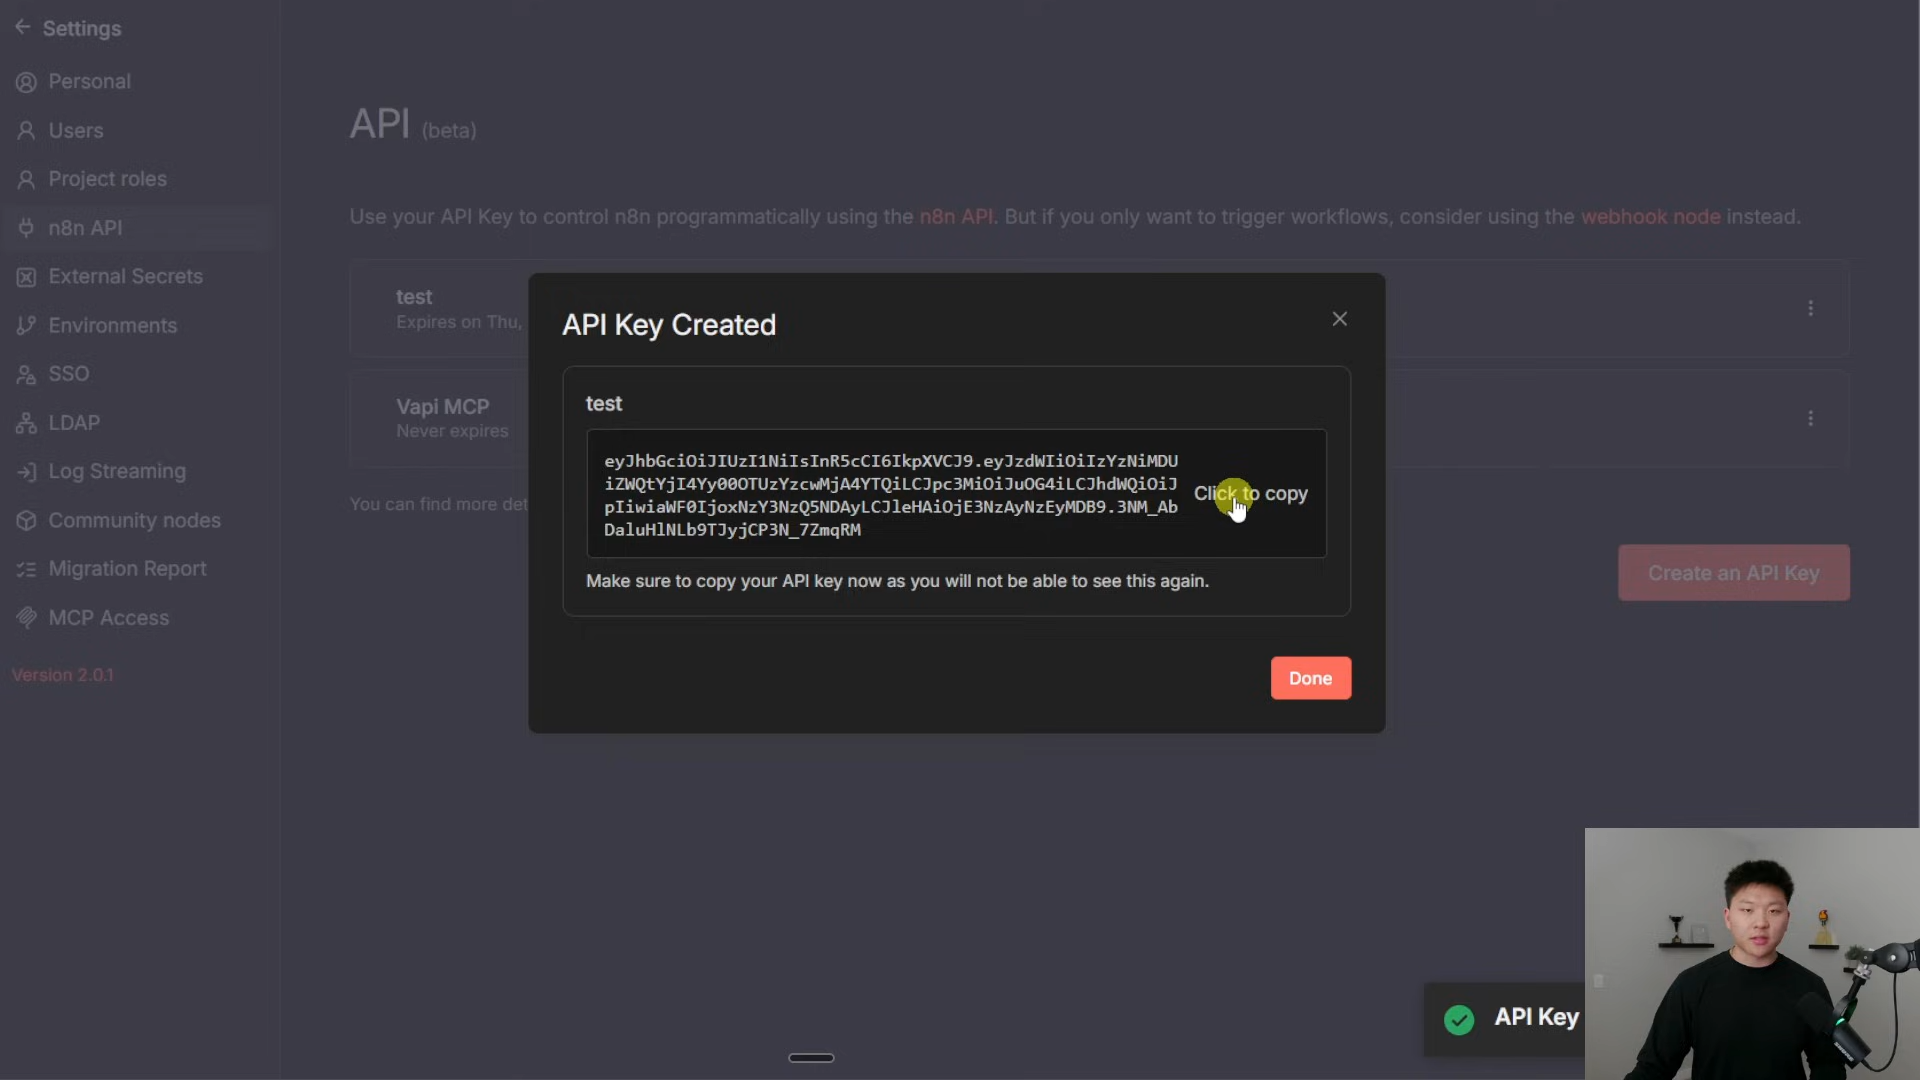 Settings
Personal
Users
Project roles
n8n API
External Secrets
Environments
SSO
LDAP
Log Streaming
Community nodes
Migration Report
MCP Access
Version 2.0.1
API (beta)
Use your API Key to control n8n programmatically using the n8n API. But if you only want to trigger workflows, consider using the webhook node instead.
test
Expires on Thu,
Vapi MCP
Never expires
You can find more det
Create an API Key
API Key Created
test
eyJhbGciOiJIUzI1NiIsInR5cCI6IkpXVCJ9.eyJzdWIiOiIzYzNiMDU
iZWQtYjI4Yy00OTUzYzcwMjA4YTQiLCJpc3MiOiJuOG4iLCJhdWQiOiJ
pIiwiaWF0IjoxNzY3NzQ5NDAyLCJleHAiOjE3NzAyNzEyMDB9.3NM_Ab
DaluHlNLb9TJyjCP3N_7ZmqRM
Click to copy
Make sure to copy your API key now as you will not be able to see this again.
Done
API Key